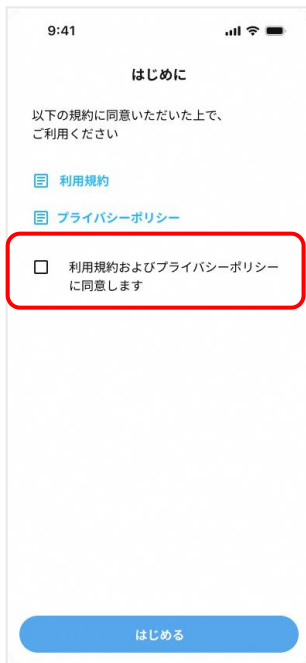 9:41
はじめに
以下の規約に同意いただいた上で、
ご利用ください
利用規約
プライバシーポリシー
利用規約およびプライバシーポリシー
に同意します
はじめる